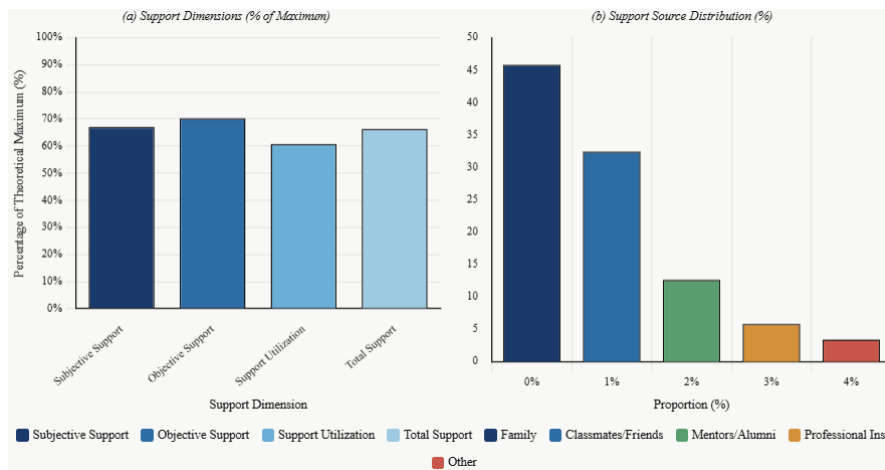 (a) Support Dimensions (% of Maximum)
(b) Support Source Distribution (%)
Percentage of Theoretical Maximum (%)
100%
90%
80%
70%
60%
50%
40%
30%
20%
10%
0%
Subjective Support
Objective Support
Support Utilization
Total Support
Support Dimension
50
45
40
35
30
25
20
15
10
5
0
0%
1%
2%
3%
4%
Proportion (%)
Subjective Support Objective Support Support Utilization Total Support Family Classmates/Friends Mentors/Alumni Professional Ins
Other